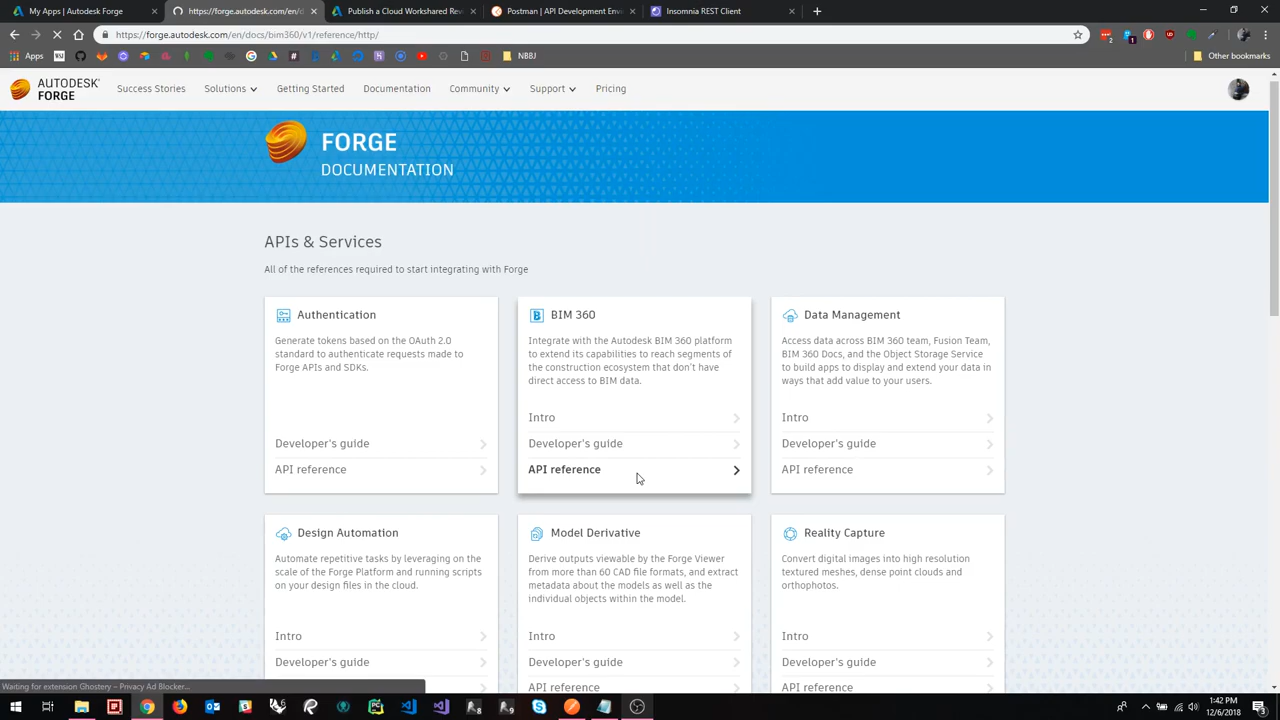 My Apps | Autodesk Forge
https://forge.autodesk.com/en/d
Publish a Cloud Workshared Rev
Postman | API Development Env
Insomnia REST Client
https://forge.autodesk.com/en/docs/bim360/v1/reference/http/
Apps
N88J
Other bookmarks
AUTODESK®
FORGE
Success Stories
Solutions
Getting Started
Documentation
Community
Support
Pricing
FORGE
DOCUMENTATION
APIs & Services
All of the references required to start integrating with Forge
Authentication
Generate tokens based on the OAuth 2.0
standard to authenticate requests made to
Forge APIs and SDKs.
Developer's guide
API reference
BIM 360
Integrate with the Autodesk BIM 360 platform
to extend its capabilities to reach segments of
the construction ecosystem that don't have
direct access to BIM data.
Intro
Developer's guide
API reference
Data Management
Access data across BIM 360 team, Fusion Team,
BIM 360 Docs, and the Object Storage Service
to build apps to display and extend your data in
ways that add value to your users.
Intro
Developer's guide
API reference
Design Automation
Automate repetitive tasks by leveraging on the
scale of the Forge Platform and running scripts
on your design files in the cloud.
Intro
Developer's guide
Model Derivative
Derive outputs viewable by the Forge Viewer
from more than 60 CAD file formats, and extract
metadata about the models as well as the
individual objects within the model.
Intro
Developer's guide
API reference
Reality Capture
Convert digital images into high resolution
textured meshes, dense point clouds and
orthophotos.
Intro
Developer's guide
API reference
Waiting for extension Ghostery – Privacy Ad Blocker...
1:42 PM
12/6/2018